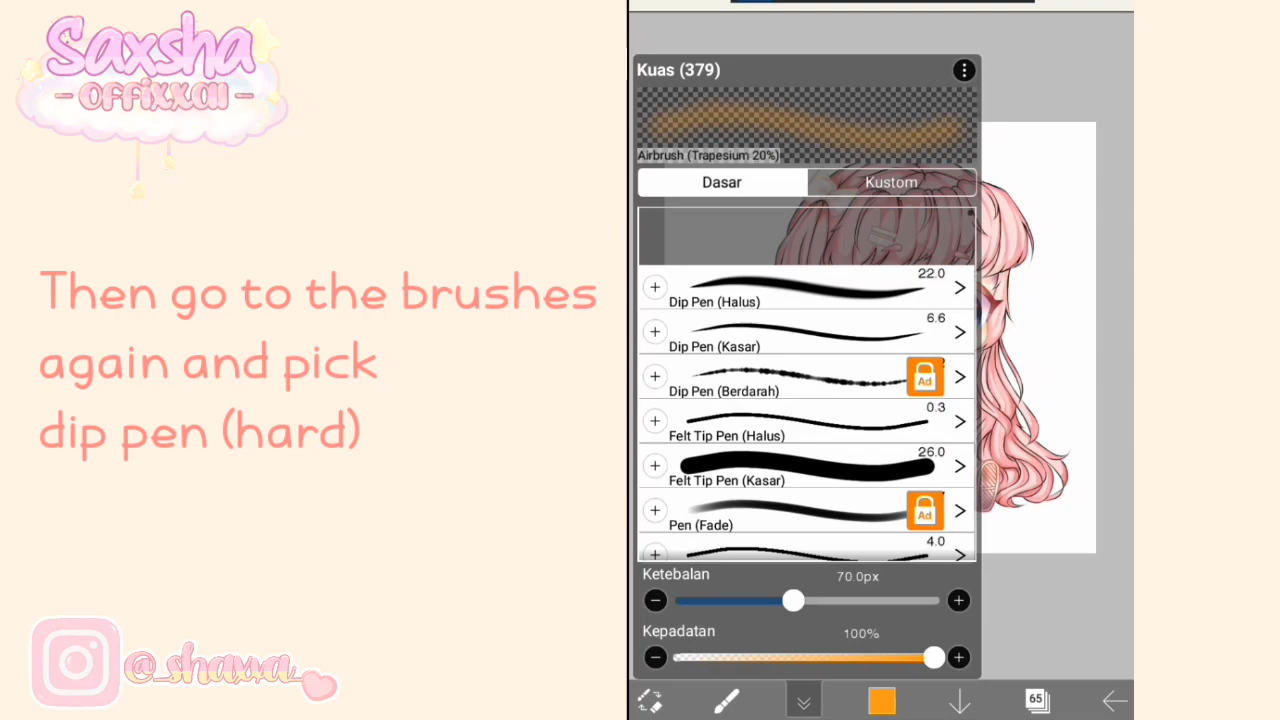 Saxsha
- OFFIXXAL -
Then go to the brushes
again and pick
dip pen (hard)
@_shaxa_
Kuas (379)
Airbrush (Trapesium 20%)
Dasar
Kustom
22.0
Dip Pen (Halus)
6.6
Dip Pen (Kasar)
Ad
Dip Pen (Berdarah)
0.3
Felt Tip Pen (Halus)
26.0
Felt Tip Pen (Kasar)
Ad
Pen (Fade)
4.0
Ketebalan
70.0px
Kepadatan
100%
65